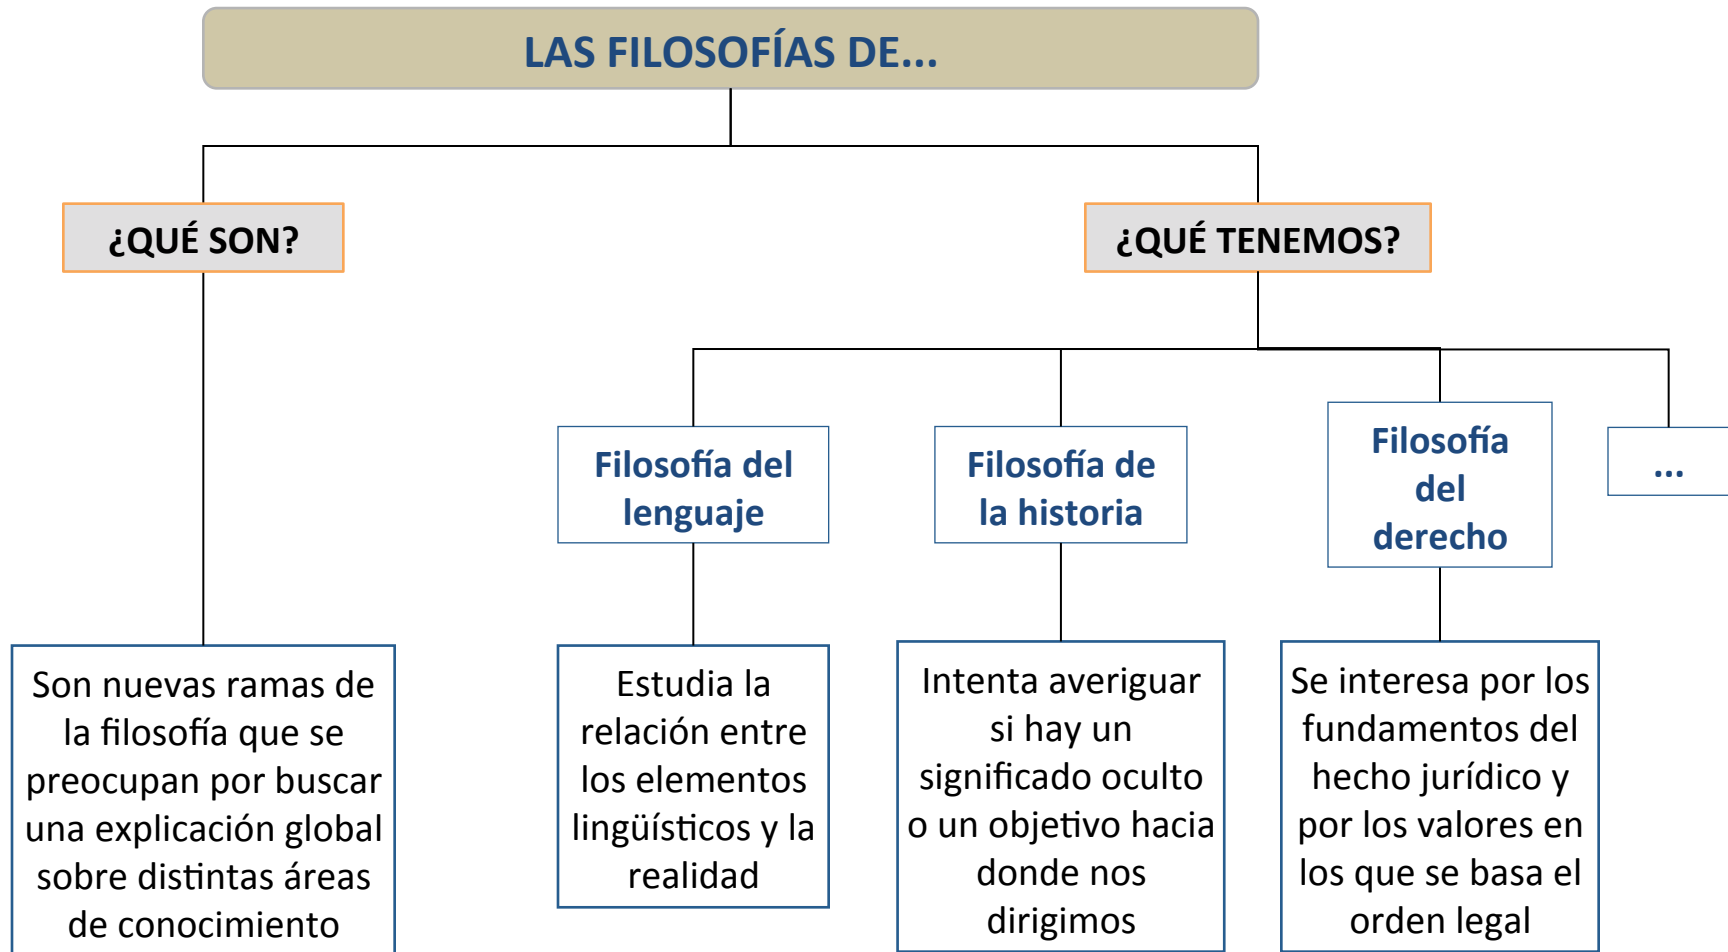 LAS FILOSOFÍAS DE...
¿QUÉ SON?
¿QUÉ TENEMOS?
Filosofía del
lenguaje
Filosofía de
la historia
Filosofía
del
derecho
...
Son nuevas ramas de
la filosofía que se
preocupan por buscar
una explicación global
sobre distintas áreas
de conocimiento
Estudia la
relación entre
los elementos
lingüísticos y la
realidad
Intenta averiguar
si hay un
significado oculto
o un objetivo hacia
donde nos
dirigimos
Se interesa por los
fundamentos del
hecho jurídico y
por los valores en
los que se basa el
orden legal